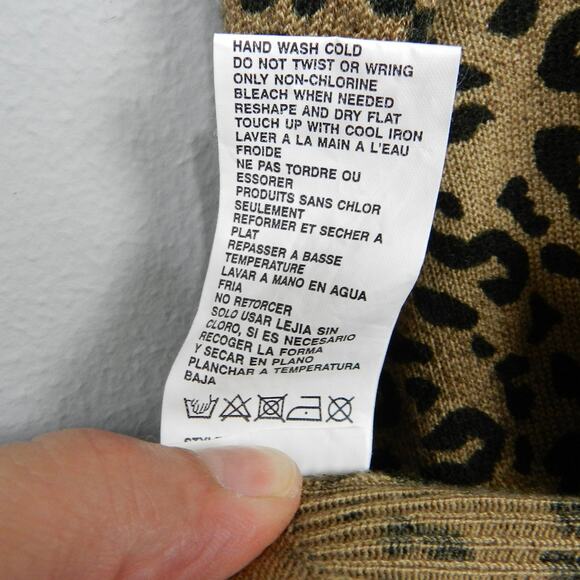 HAND WASH COLD
DO NOT TWIST OR WRING
ONLY NON-CHLORINE
BLEACH WHEN NEEDED
RESHAPE AND DRY FLAT
TOUCH UP WITH COOL IRON
LAVER A LA MAIN A L'EAU
FROIDE
NE PAS TORDRE OU
ESSORER
PRODUITS SANS CHLOR
SEULEMENT
REFORMER ET SECHER A
PLAT
REPASSER A BASSE
TEMPERATURE
LAVAR A MANO EN AGUA
FRIA
NO RETORCER
SOLO USAR LEJIA SIN
CLORO, SI ES NECESARIO
RECOGER LA FORMA
Y SECAR EN PLANO
PLANCHAR A TEMPERATURA
BAJA